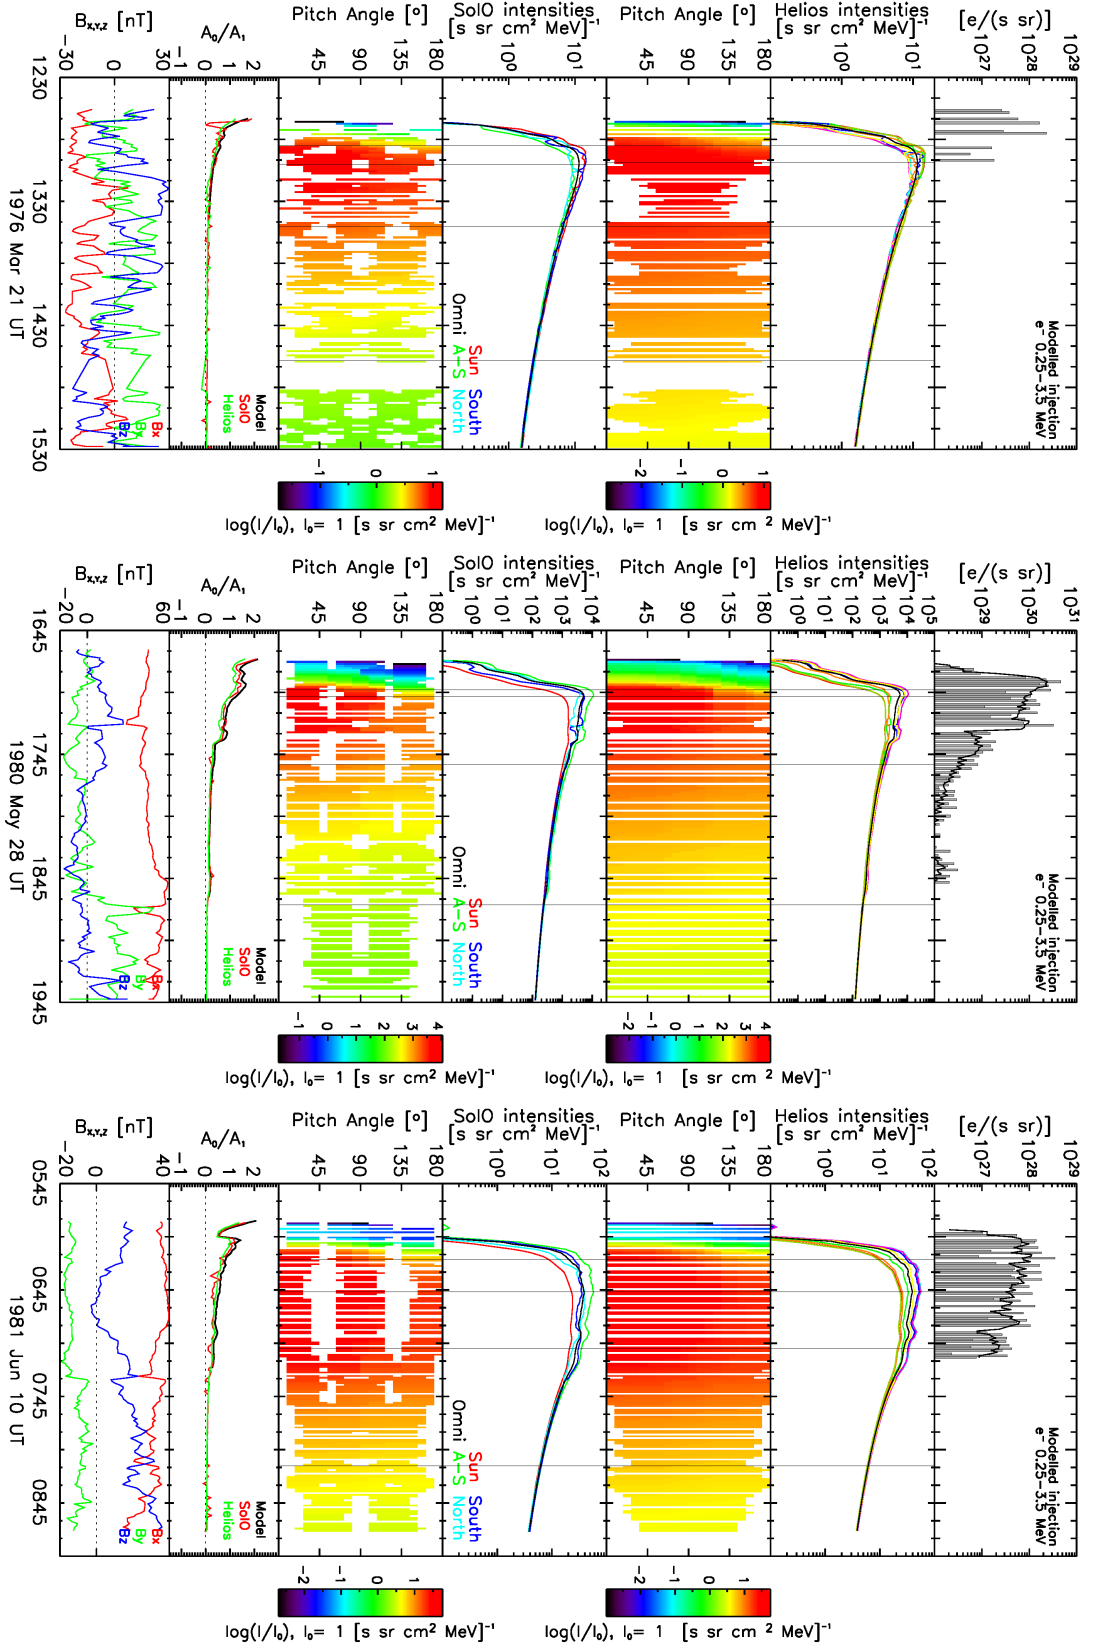 [e/(s sr)]
10²⁷ 10²⁸ 10²⁹
Modelled injection
e⁻ 0.25−3.5 MeV
Helios intensities
[s sr cm² MeV]⁻¹
10⁰ 10¹
Pitch Angle [°]
45 90 135 180
−2 −1 0 1
log(I/I₀), I₀= 1 [s sr cm² MeV]⁻¹
SolO intensities
[s sr cm² MeV]⁻¹
10⁰ 10¹
Sun South
Omni A−S North
Pitch Angle [°]
45 90 135 180
−1 0 1
log(I/I₀), I₀= 1 [s sr cm² MeV]⁻¹
A₀/A₁
−1 0 1 2
Model
SolO
Helios
B_X,Y,Z [nT]
−30 0 30
Bx
By
Bz
1230 1330 1430 1530
1976 Mar 21 UT
[e/(s sr)]
10²⁹ 10³⁰ 10³¹
Modelled injection
e⁻ 0.25−3.5 MeV
Helios intensities
[s sr cm² MeV]⁻¹
10⁰ 10¹ 10² 10³ 10⁴ 10⁵
Pitch Angle [°]
45 90 135 180
−2 −1 0 1 2 3 4
log(I/I₀), I₀= 1 [s sr cm² MeV]⁻¹
SolO intensities
[s sr cm² MeV]⁻¹
10⁰ 10¹ 10² 10³ 10⁴
Sun South
Omni A−S North
Pitch Angle [°]
45 90 135 180
−1 0 1 2 3 4
log(I/I₀), I₀= 1 [s sr cm² MeV]⁻¹
A₀/A₁
−1 0 1 2
Model
SolO
Helios
B_X,Y,Z [nT]
−20 0 60
Bx
By
Bz
1645 1745 1845 1945
1980 May 28 UT
[e/(s sr)]
10²⁷ 10²⁸ 10²⁹
Modelled injection
e⁻ 0.25−3.5 MeV
Helios intensities
[s sr cm² MeV]⁻¹
10⁰ 10¹ 10²
Pitch Angle [°]
45 90 135 180
−2 −1 0 1
log(I/I₀), I₀= 1 [s sr cm² MeV]⁻¹
SolO intensities
[s sr cm² MeV]⁻¹
10⁰ 10¹ 10²
Sun South
Omni A−S North
Pitch Angle [°]
45 90 135 180
−2 −1 0 1
log(I/I₀), I₀= 1 [s sr cm² MeV]⁻¹
A₀/A₁
−1 0 1 2
Model
SolO
Helios
B_X,Y,Z [nT]
−20 0 40
Bx
By
Bz
0545 0645 0745 0845
1981 Jun 10 UT